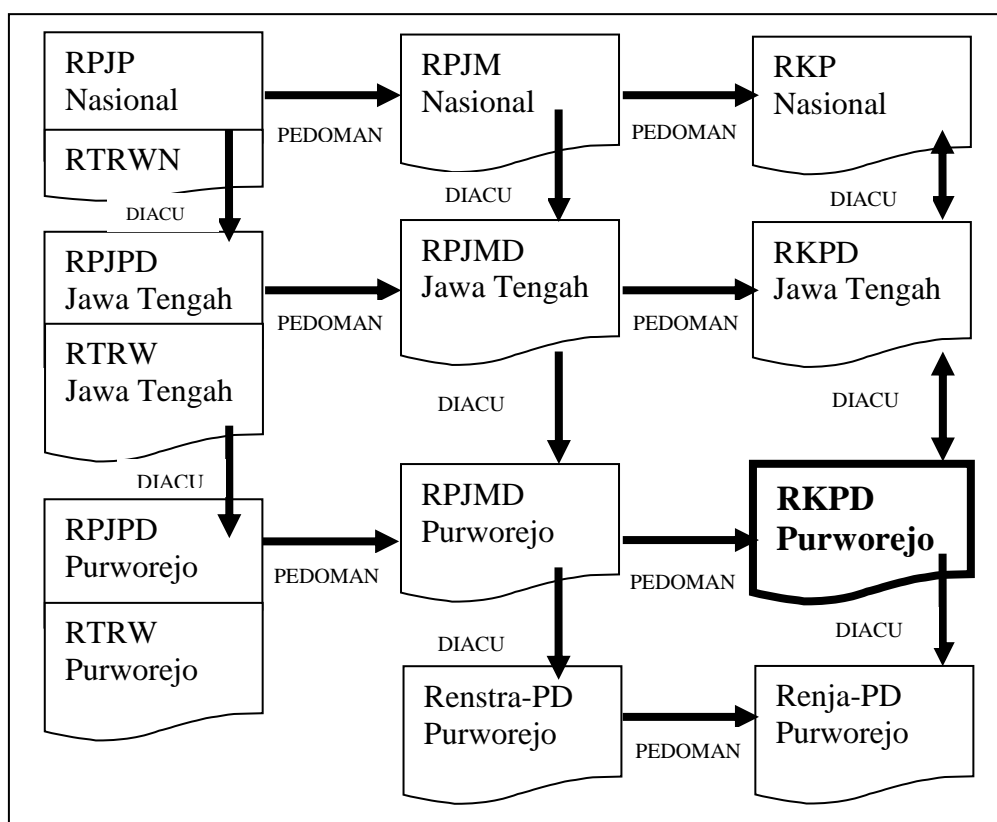 RPJP
Nasional
RPJM
Nasional
RKP
Nasional
PEDOMAN
PEDOMAN
RTRWN
DIACU
DIACU
DIACU
RPJPD
Jawa Tengah
RPJMD
Jawa Tengah
RKPD
Jawa Tengah
PEDOMAN
PEDOMAN
RTRW
Jawa Tengah
DIACU
DIACU
DIACU
RPJPD
Purworejo
RPJMD
Purworejo
RKPD
Purworejo
PEDOMAN
PEDOMAN
RTRW
Purworejo
DIACU
DIACU
Renstra-PD
Purworejo
Renja-PD
Purworejo
PEDOMAN